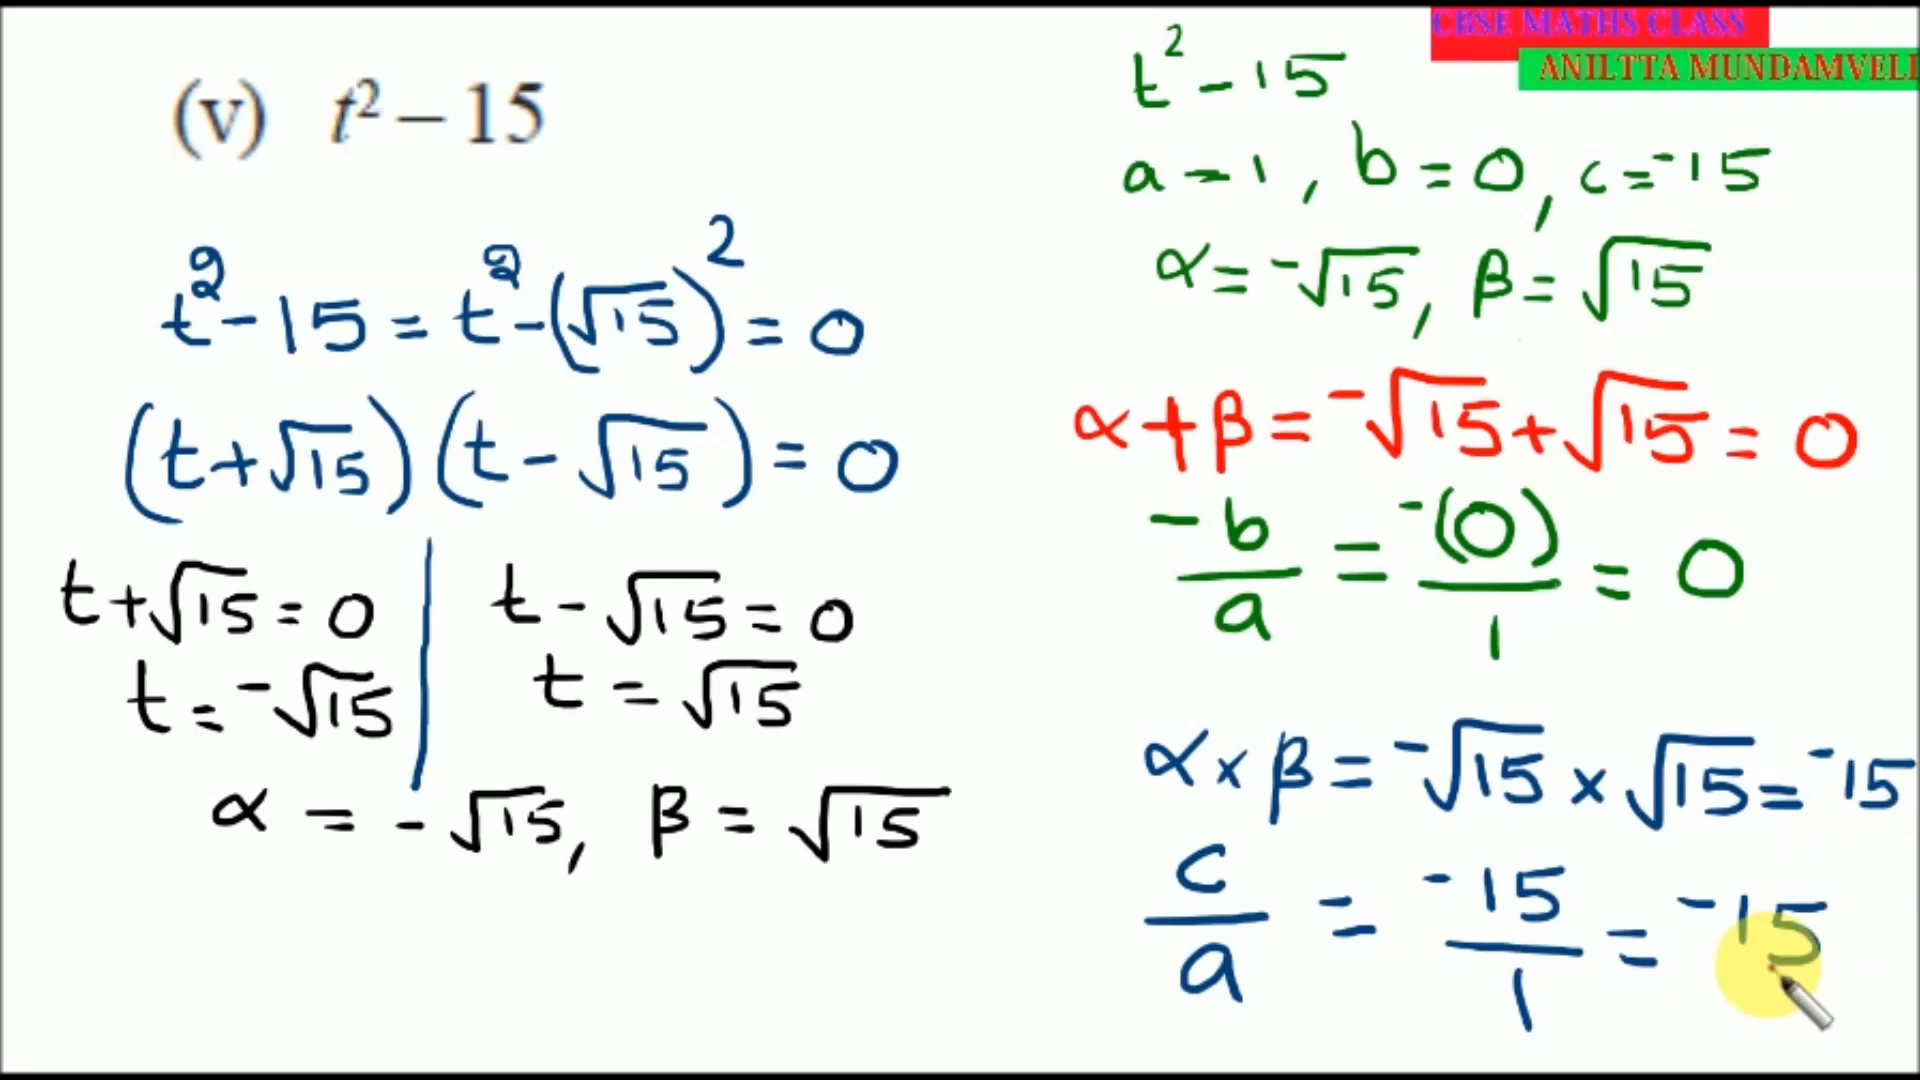 CBSE MATHS CLASS
ANILTTA MUNDAMVELI
(v) t² – 15
t² - 15 = t² - (√15)² = 0
(t + √15) (t - √15) = 0
t + √15 = 0
t = -√15
t - √15 = 0
t = √15
α = -√15, β = √15
t² - 15
a - 1, b = 0, c = -15
α = -√15, β = √15
α + β = -√15 + √15 = 0
-b/a = -(0)/1 = 0
α × β = -√15 × √15 = -15
c/a = -15/1 = -15